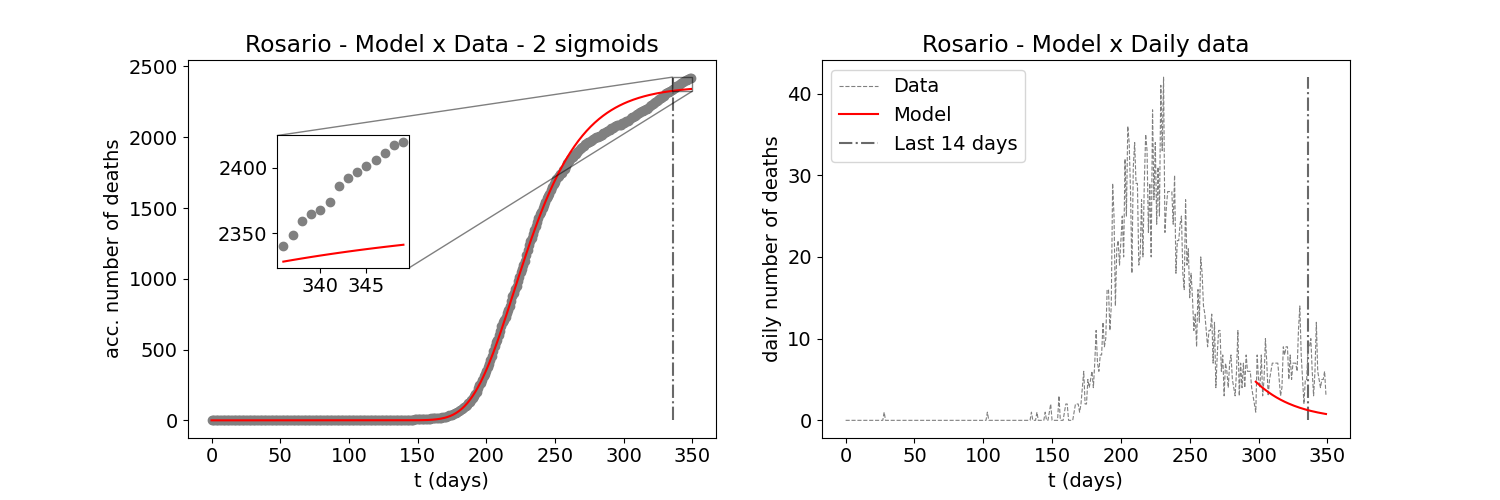 Rosario - Model x Data - 2 sigmoids
acc. number of deaths
2500
2000
1500
1000
500
0
2400
2350
340 345
0 50 100 150 200 250 300 350
t (days)
Rosario - Model x Daily data
daily number of deaths
40
30
20
10
0
Data
Model
Last 14 days
0 50 100 150 200 250 300 350
t (days)